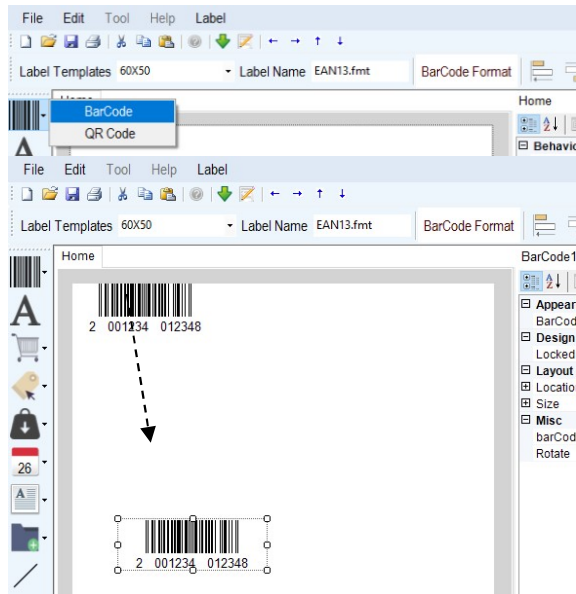 File Edit Tool Help Label
Label Templates 60X50 Label Name EAN13.fmt BarCode Format
Home Home
BarCode
QR Code
A
Behavio
File Edit Tool Help Label
Label Templates 60X50 Label Name EAN13.fmt BarCode Format
Home BarCode1
Appear
BarCod
Design
Locked
Layout
Locatio
Size
Misc
barCod
Rotate
A
26
A
2 001234 012348
2 001234 012348